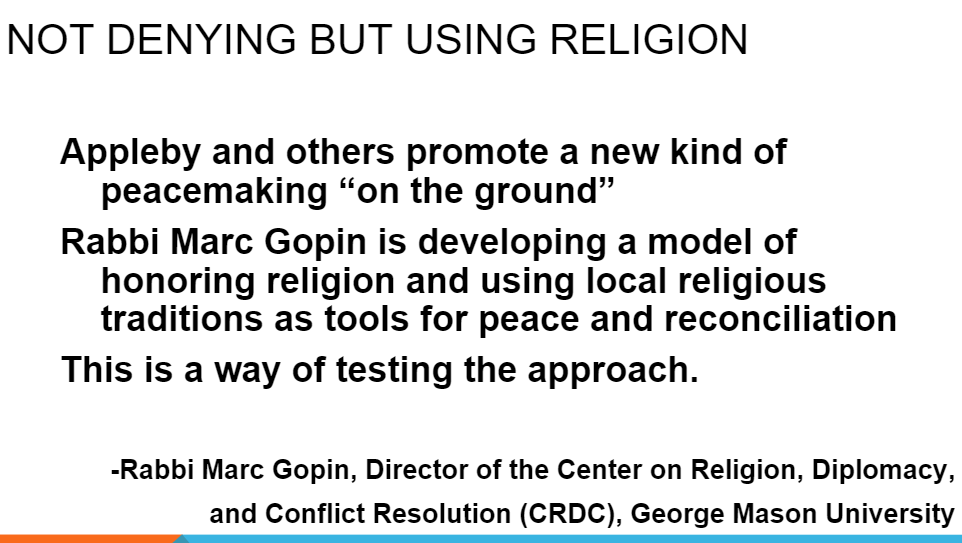 NOT DENYING BUT USING RELIGION
Appleby and others promote a new kind of
peacemaking “on the ground”
Rabbi Marc Gopin is developing a model of
honoring religion and using local religious
traditions as tools for peace and reconciliation
This is a way of testing the approach.
-Rabbi Marc Gopin, Director of the Center on Religion, Diplomacy,
and Conflict Resolution (CRDC), George Mason University